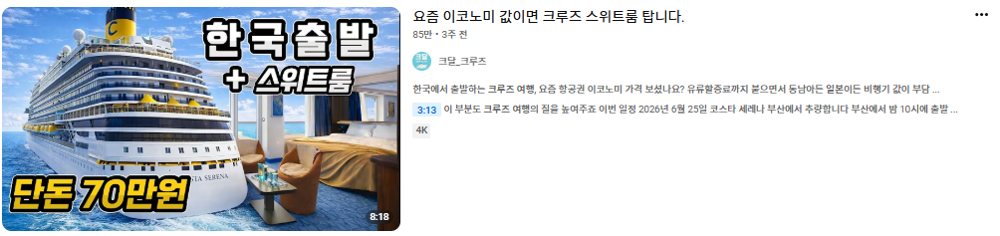 한국출발
+ 스위트룸
C
COSTA SERENA
단돈 70만원
8:18
요즘 이코노미 값이면 크루즈 스위트룸 탑니다.
85만 • 3주 전
크달_크루즈
한국에서 출발하는 크루즈 여행, 요즘 항공권 이코노미 가격 보셨나요? 유류할증료까지 붙으면서 동남아든 일본이든 비행기 값이 부담 ...
3:13 이 부분도 크루즈 여행의 질을 높여주죠 이번 일정 2026년 6월 25일 코스타 세레나 부산에서 추량합니다 부산에서 밤 10시에 출발 ...
4K